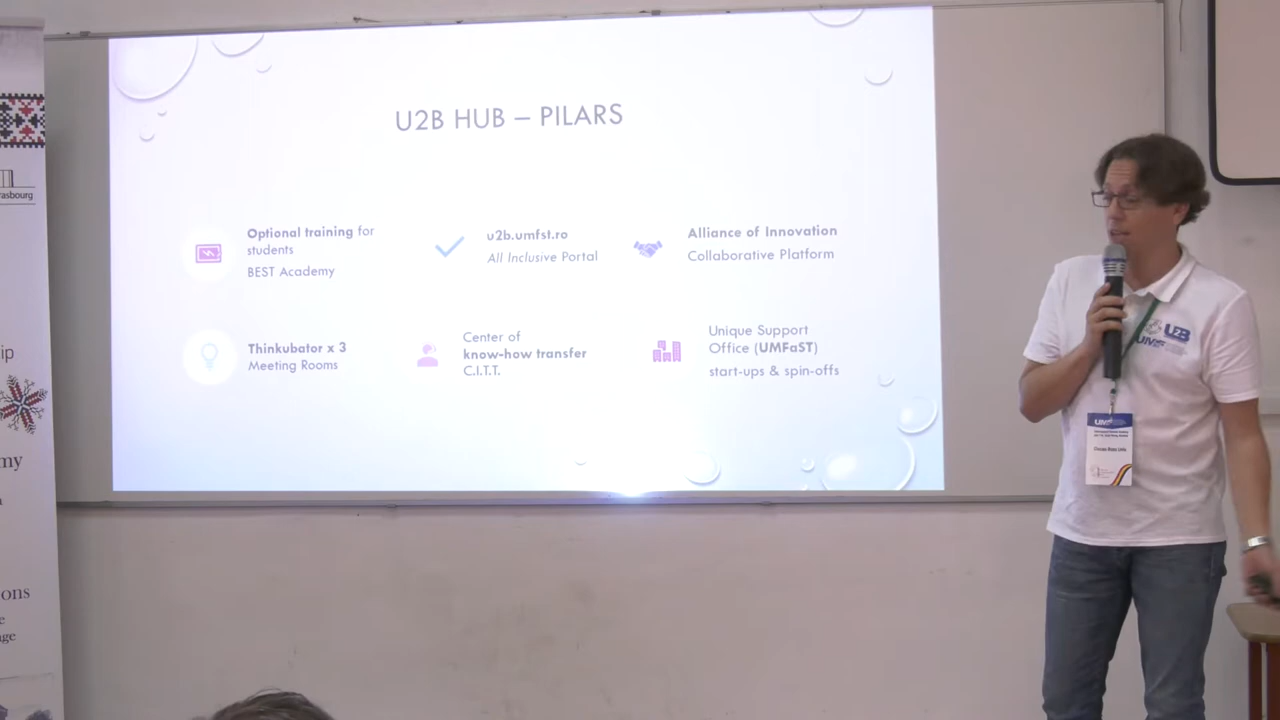 U2B HUB – PILARS
Optional training for
students
BEST Academy
u2b.umfst.ro
All Inclusive Portal
Alliance of Innovation
Collaborative Platform
Thinkubator x 3
Meeting Rooms
Center of
know-how transfer
C.I.T.T.
Unique Support
Office (UMFaST)
start-ups & spin-offs
rasbourg
ip
my
ons
e
ge
U2B